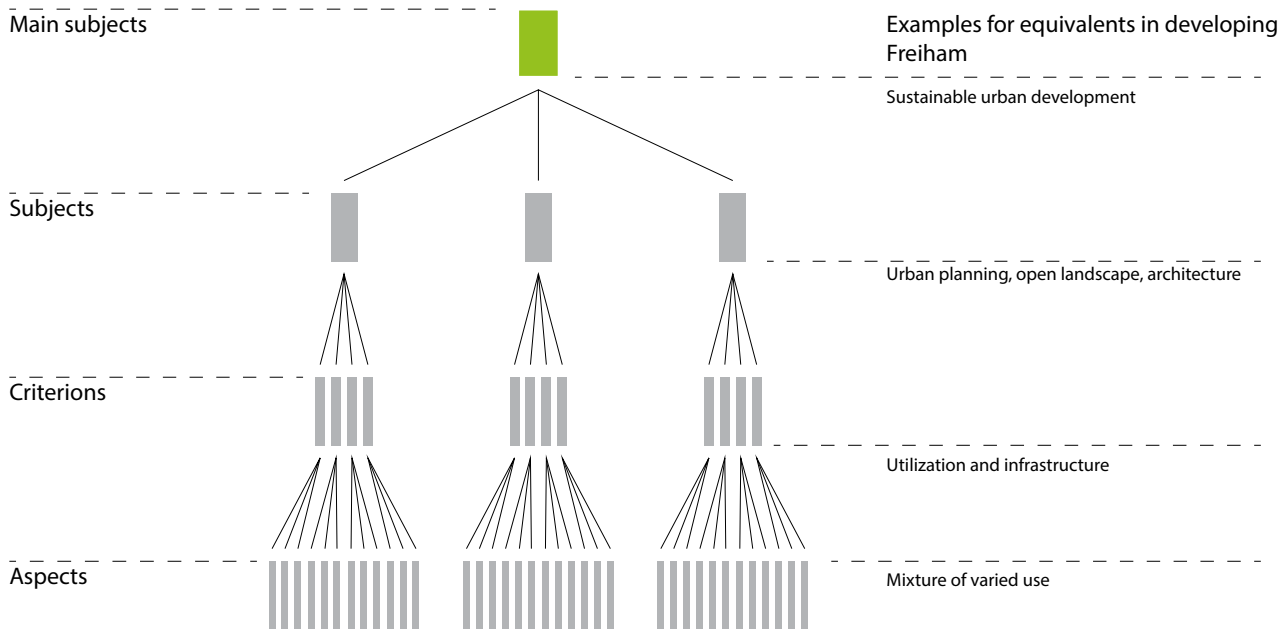 Main subjects
Examples for equivalents in developing
Freiham
Sustainable urban development
Subjects
Urban planning, open landscape, architecture
Criterions
Utilization and infrastructure
Aspects
Mixture of varied use